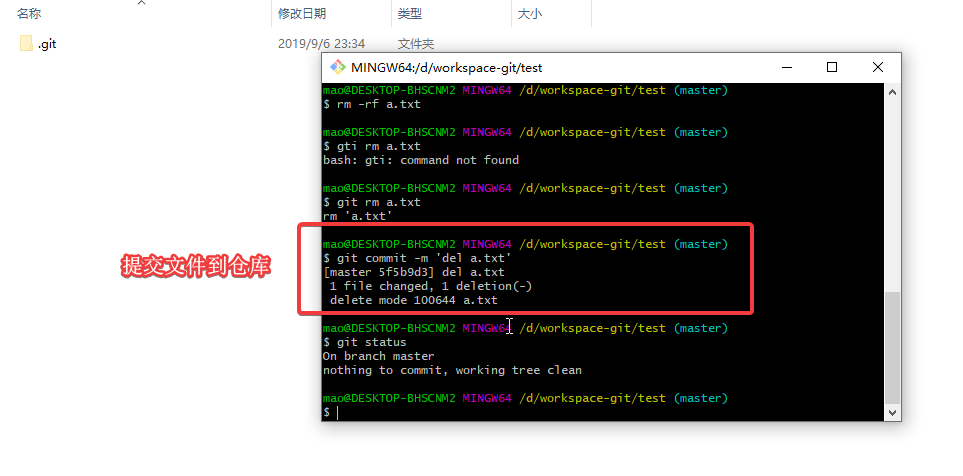 名称 修改日期 类型 大小
.git 2019/9/6 23:34 文件夹
MINGW64:/d/workspace-git/test
mao@DESKTOP-BHSCNM2 MINGW64 /d/workspace-git/test (master)
$ rm -rf a.txt
mao@DESKTOP-BHSCNM2 MINGW64 /d/workspace-git/test (master)
$ gti rm a.txt
bash: gti: command not found
mao@DESKTOP-BHSCNM2 MINGW64 /d/workspace-git/test (master)
$ git rm a.txt
rm 'a.txt'
mao@DESKTOP-BHSCNM2 MINGW64 /d/workspace-git/test (master)
$ git commit -m 'del a.txt'
提交文件到仓库
[master 5f5b9d3] del a.txt
1 file changed, 1 deletion(-)
delete mode 100644 a.txt
mao@DESKTOP-BHSCNM2 MINGW64 /d/workspace-git/test (master)
$ git status
On branch master
nothing to commit, working tree clean
mao@DESKTOP-BHSCNM2 MINGW64 /d/workspace-git/test (master)
$